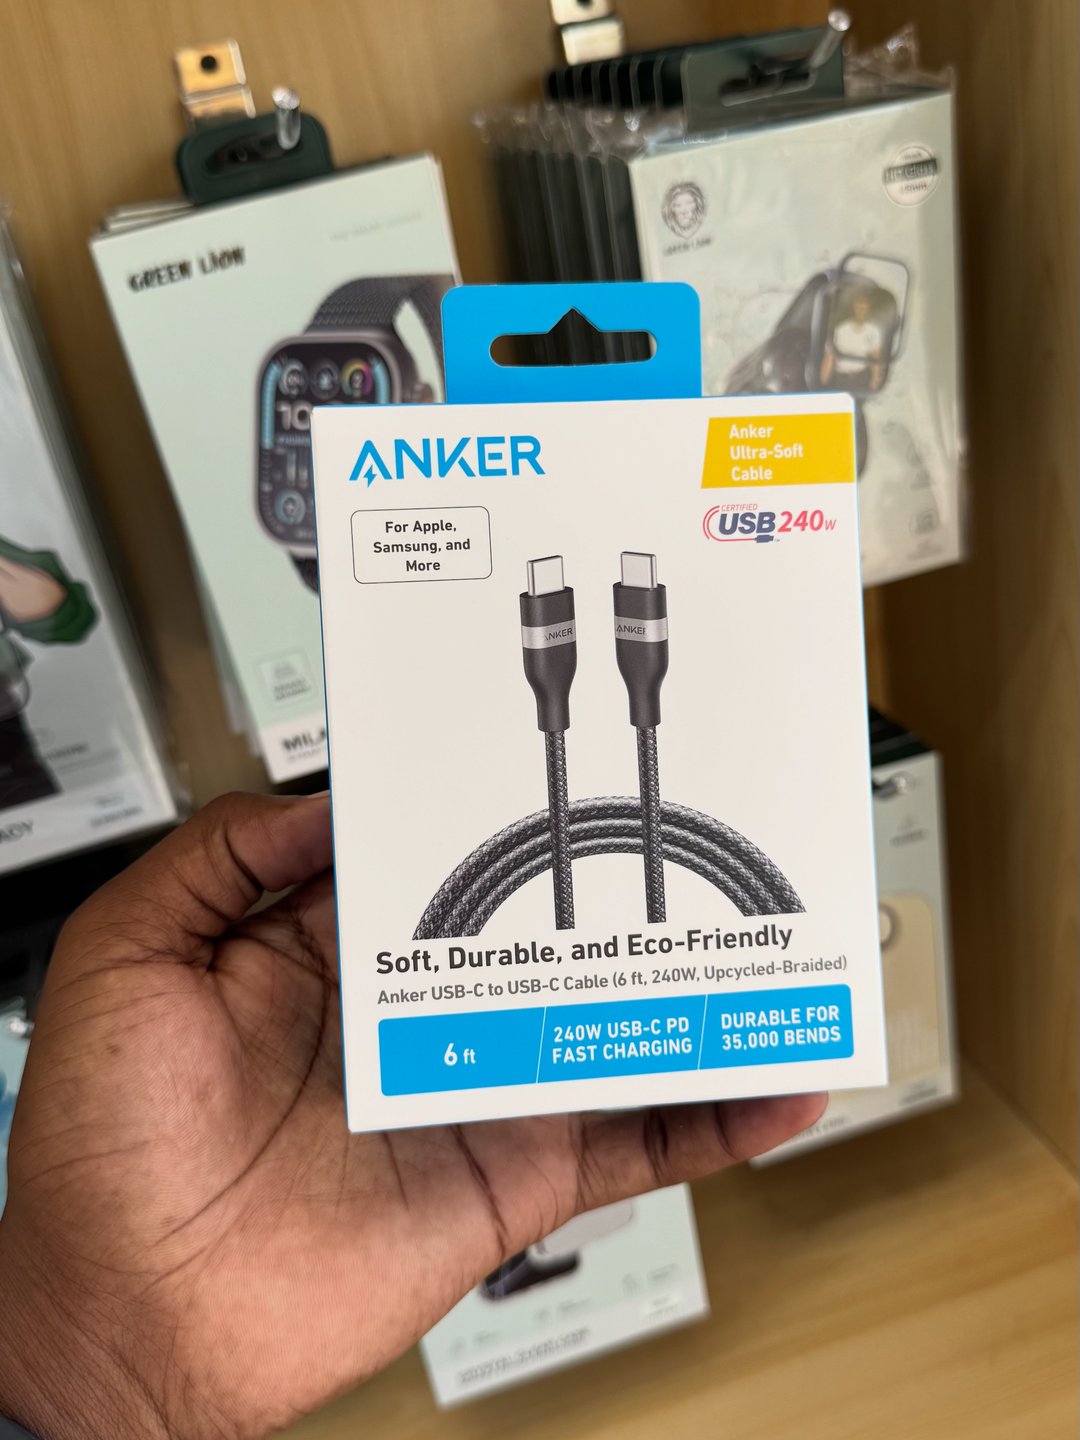 GREEN LION
GREEN LION
ANKER
Anker
Ultra-Soft
Cable
For Apple,
Samsung, and
More
CERTIFIED
USB 240W
ANKER
ANKER
Soft, Durable, and Eco-Friendly
Anker USB-C to USB-C Cable (6 ft, 240W, Upcycled-Braided)
6 ft
240W USB-C PD
FAST CHARGING
DURABLE FOR
35,000 BENDS